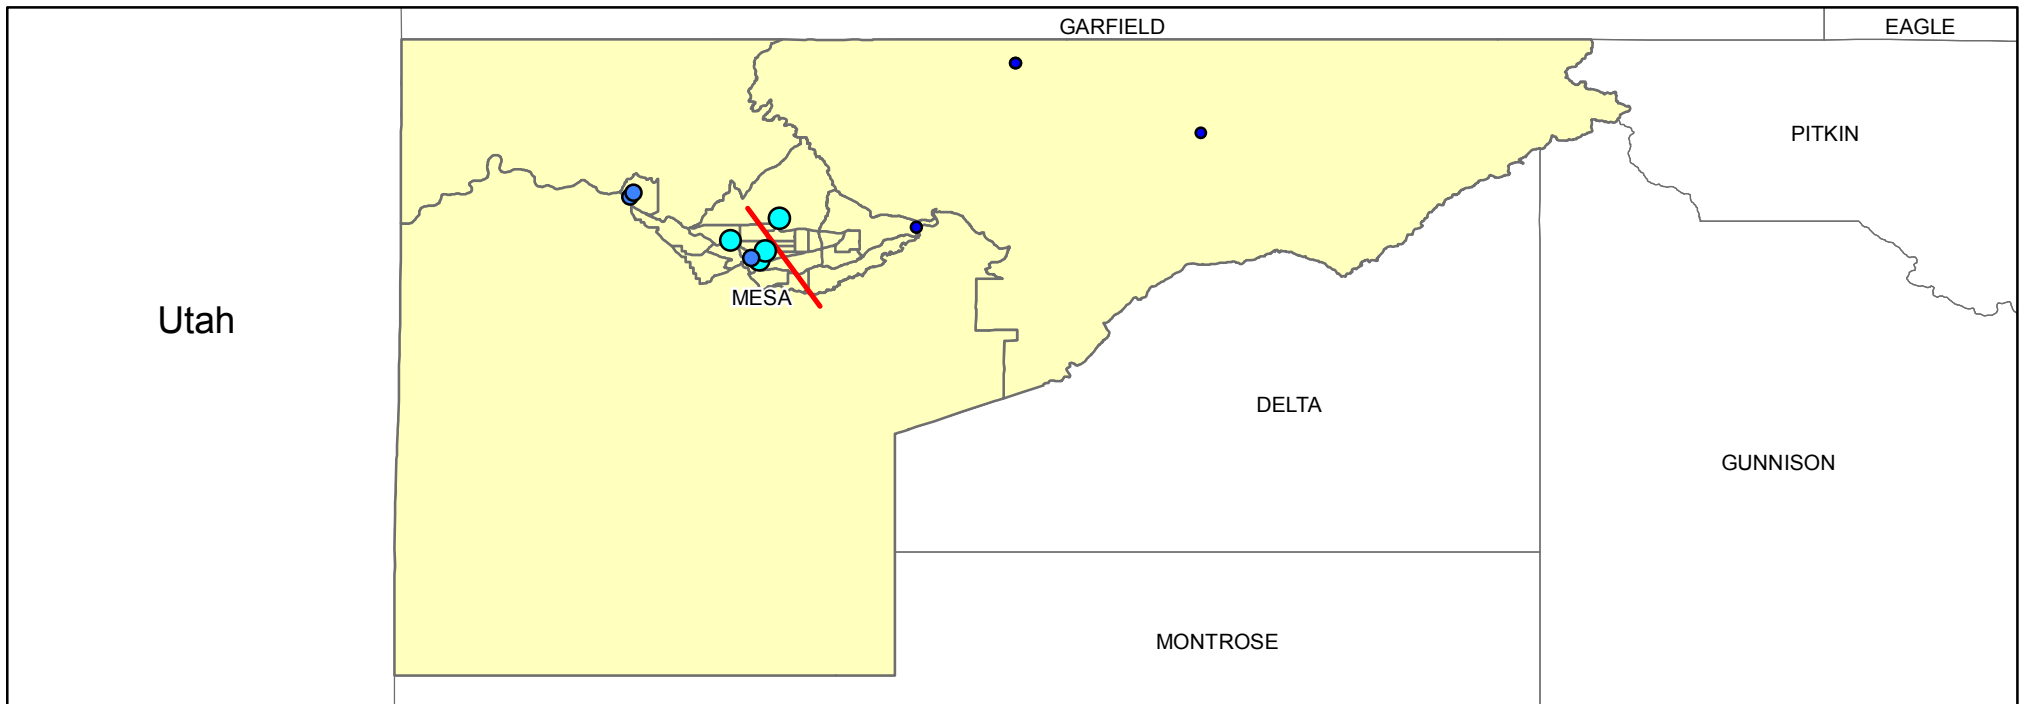 GARFIELD
EAGLE
PITKIN
MESA
Utah
DELTA
GUNNISON
MONTROSE